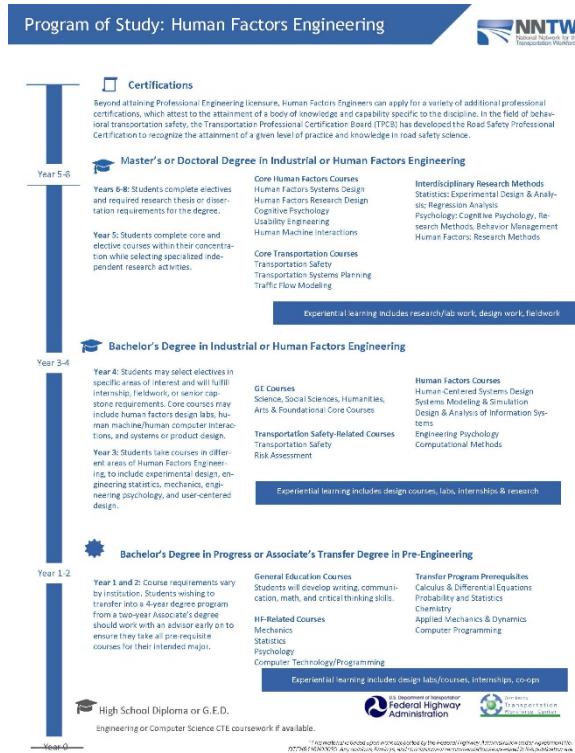 Program of Study: Human Factors Engineering
NNTW
National Network for the
Transportation Workforce
Certifications
Beyond attaining Professional Engineering licensure, Human Factors Engineers can apply for a variety of additional professional
certifications, which attest to the attainment of a body of knowledge and capability specific to the discipline. In the field of behav-
ioral transportation safety, the Transportation Professional Certification Board (TPCB) has developed the Road Safety Professional
Certification to recognize the attainment of a given level of practice and knowledge in road safety science.
Year 5-8
Master's or Doctoral Degree in Industrial or Human Factors Engineering
Years 6-8: Students complete electives
and required research thesis or disser-
tation requirements for the degree.
Year 5: Students complete core and
elective courses within their concentra-
tion while selecting specialized inde-
pendent research activities.
Core Human Factors Courses
Human Factors Systems Design
Human Factors Research Design
Cognitive Psychology
Usability Engineering
Human Machine Interactions
Core Transportation Courses
Transportation Safety
Transportation Systems Planning
Traffic Flow Modeling
Interdisciplinary Research Methods
Statistics: Experimental Design & Analy-
sis; Regression Analysis
Psychology: Cognitive Psychology, Re-
search Methods, Behavior Management
Human Factors: Research Methods
Experiential learning includes research/lab work, design work, fieldwork
Bachelor's Degree in Industrial or Human Factors Engineering
Year 3-4
Year 4: Students may select electives in
specific areas of interest and will fulfill
internship, fieldwork, or senior cap-
stone requirements. Core courses may
include human factors design labs, hu-
man machine/human computer interac-
tions, and systems or product design.
Year 3: Students take courses in differ-
ent areas of Human Factors Engineer-
ing, to include experimental design, en-
gineering statistics, mechanics, engi-
neering psychology, and user-centered
design.
GE Courses
Science, Social Sciences, Humanities,
Arts & Foundational Core Courses
Transportation Safety-Related Courses
Transportation Safety
Risk Assessment
Human Factors Courses
Human-Centered Systems Design
Systems Modeling & Simulation
Design & Analysis of Information Sys-
tems
Engineering Psychology
Computational Methods
Experiential learning includes design courses, labs, internships & research
Bachelor's Degree in Progress or Associate's Transfer Degree in Pre-Engineering
Year 1-2
Year 1 and 2: Course requirements vary
by institution. Students wishing to
transfer into a 4-year degree program
from a two-year Associate's degree
should work with an advisor early on to
ensure they take all pre-requisite
courses for their intended major.
General Education Courses
Students will develop writing, communi-
cation, math, and critical thinking skills.
HF-Related Courses
Mechanics
Statistics
Psychology
Computer Technology/Programming
Transfer Program Prerequisites
Calculus & Differential Equations
Probability and Statistics
Chemistry
Applied Mechanics & Dynamics
Computer Programming
Experiential learning includes design labs/courses, internships, co-ops
High School Diploma or G.E.D.
Engineering or Computer Science CTE coursework if available.
U.S. Department of Transportation
Federal Highway
Administration
Transportation
Workforce Center
Year 0